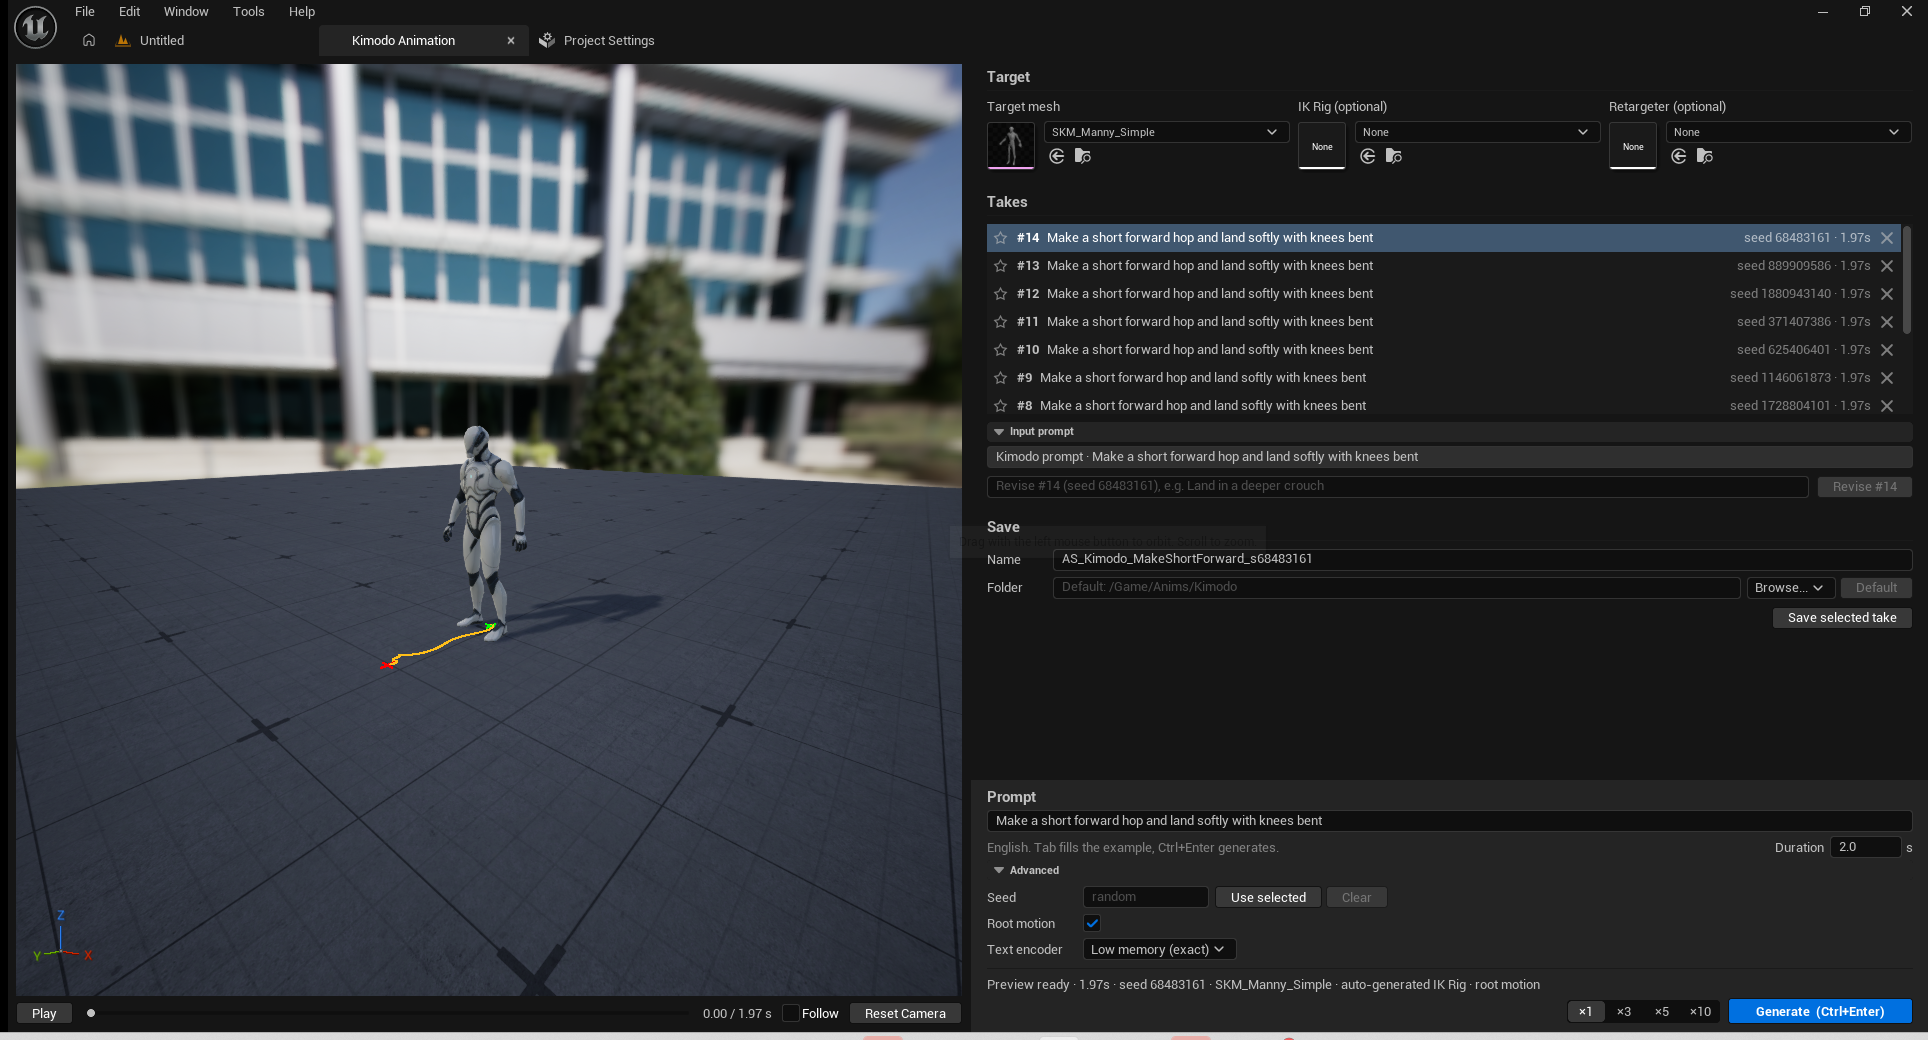 File Edit Window Tools Help
Untitled
Kimodo Animation
Project Settings
Target
Target mesh
IK Rig (optional)
Retargeter (optional)
SKM_Manny_Simple
None
None
None
None
Takes
#14 Make a short forward hop and land softly with knees bent seed 68483161 · 1.97s
#13 Make a short forward hop and land softly with knees bent seed 889909586 · 1.97s
#12 Make a short forward hop and land softly with knees bent seed 1880943140 · 1.97s
#11 Make a short forward hop and land softly with knees bent seed 371407386 · 1.97s
#10 Make a short forward hop and land softly with knees bent seed 625406401 · 1.97s
#9 Make a short forward hop and land softly with knees bent seed 1146061873 · 1.97s
#8 Make a short forward hop and land softly with knees bent seed 1728804101 · 1.97s
Input prompt
Kimodo prompt · Make a short forward hop and land softly with knees bent
Revise #14 (seed 68483161), e.g. Land in a deeper crouch
Revise #14
Save
Drag with the left mouse button to orbit. Scroll to zoom.
Name AS_Kimodo_MakeShortForward_s68483161
Folder Default: /Game/Anims/Kimodo Browse... Default
Save selected take
Prompt
Make a short forward hop and land softly with knees bent
English. Tab fills the example, Ctrl+Enter generates.
Duration 2.0 s
Advanced
Seed random Use selected Clear
Root motion
Text encoder Low memory (exact)
Preview ready · 1.97s · seed 68483161 · SKM_Manny_Simple · auto-generated IK Rig · root motion
×1 ×3 ×5 ×10 Generate (Ctrl+Enter)
Z
Y
X
Play 0.00 / 1.97 s Follow Reset Camera